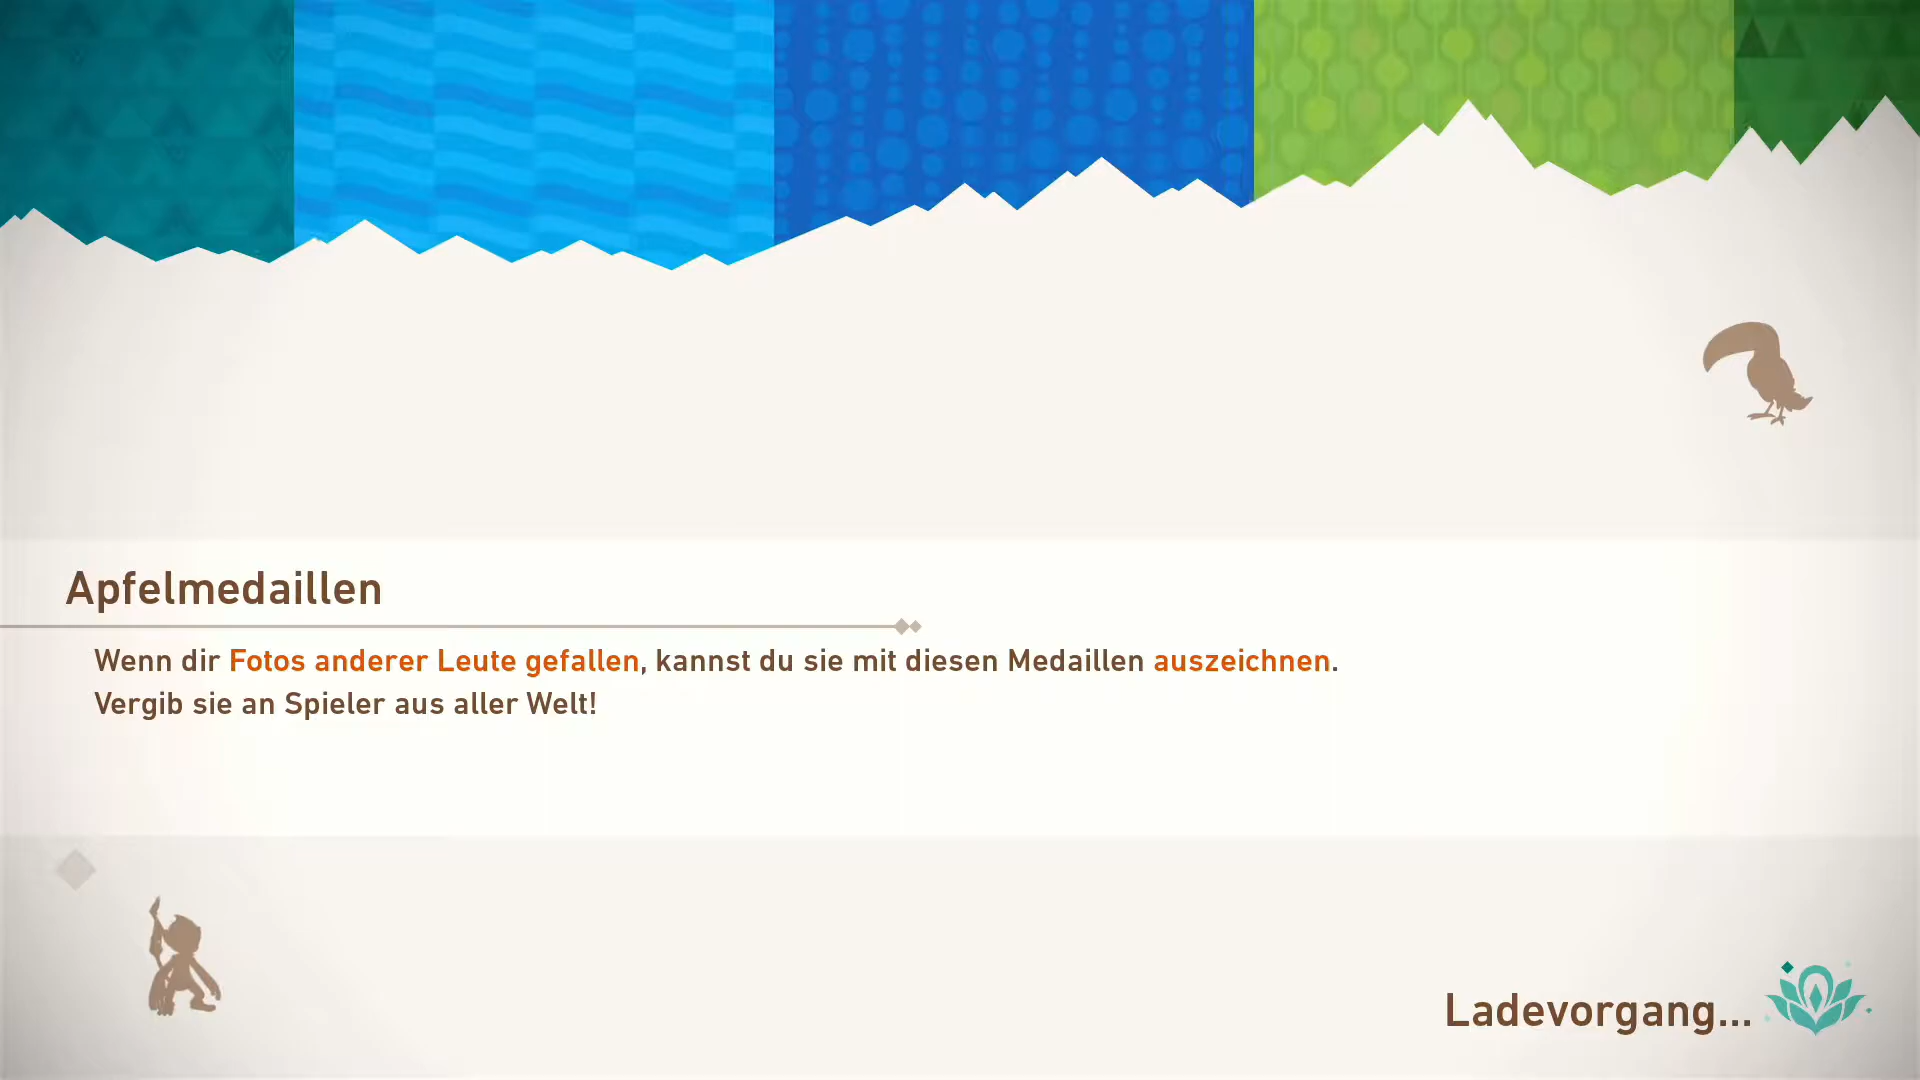 Apfelmedaillen
Wenn dir Fotos anderer Leute gefallen, kannst du sie mit diesen Medaillen auszeichnen.
Vergib sie an Spieler aus aller Welt!
Ladevorgang...